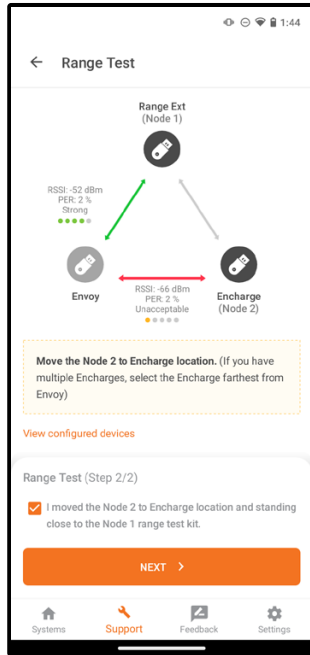 1:44
Range Test
Range Ext
(Node 1)
RSSI: -52 dBm
PER: 2 %
Strong
Envoy
RSSI: -66 dBm
PER: 2 %
Unacceptable
Encharge
(Node 2)
Move the Node 2 to Encharge location. (If you have
multiple Encharges, select the Encharge farthest from
Envoy)
View configured devices
Range Test (Step 2/2)
I moved the Node 2 to Encharge location and standing
close to the Node 1 range test kit.
NEXT
Systems
Support
Feedback
Settings